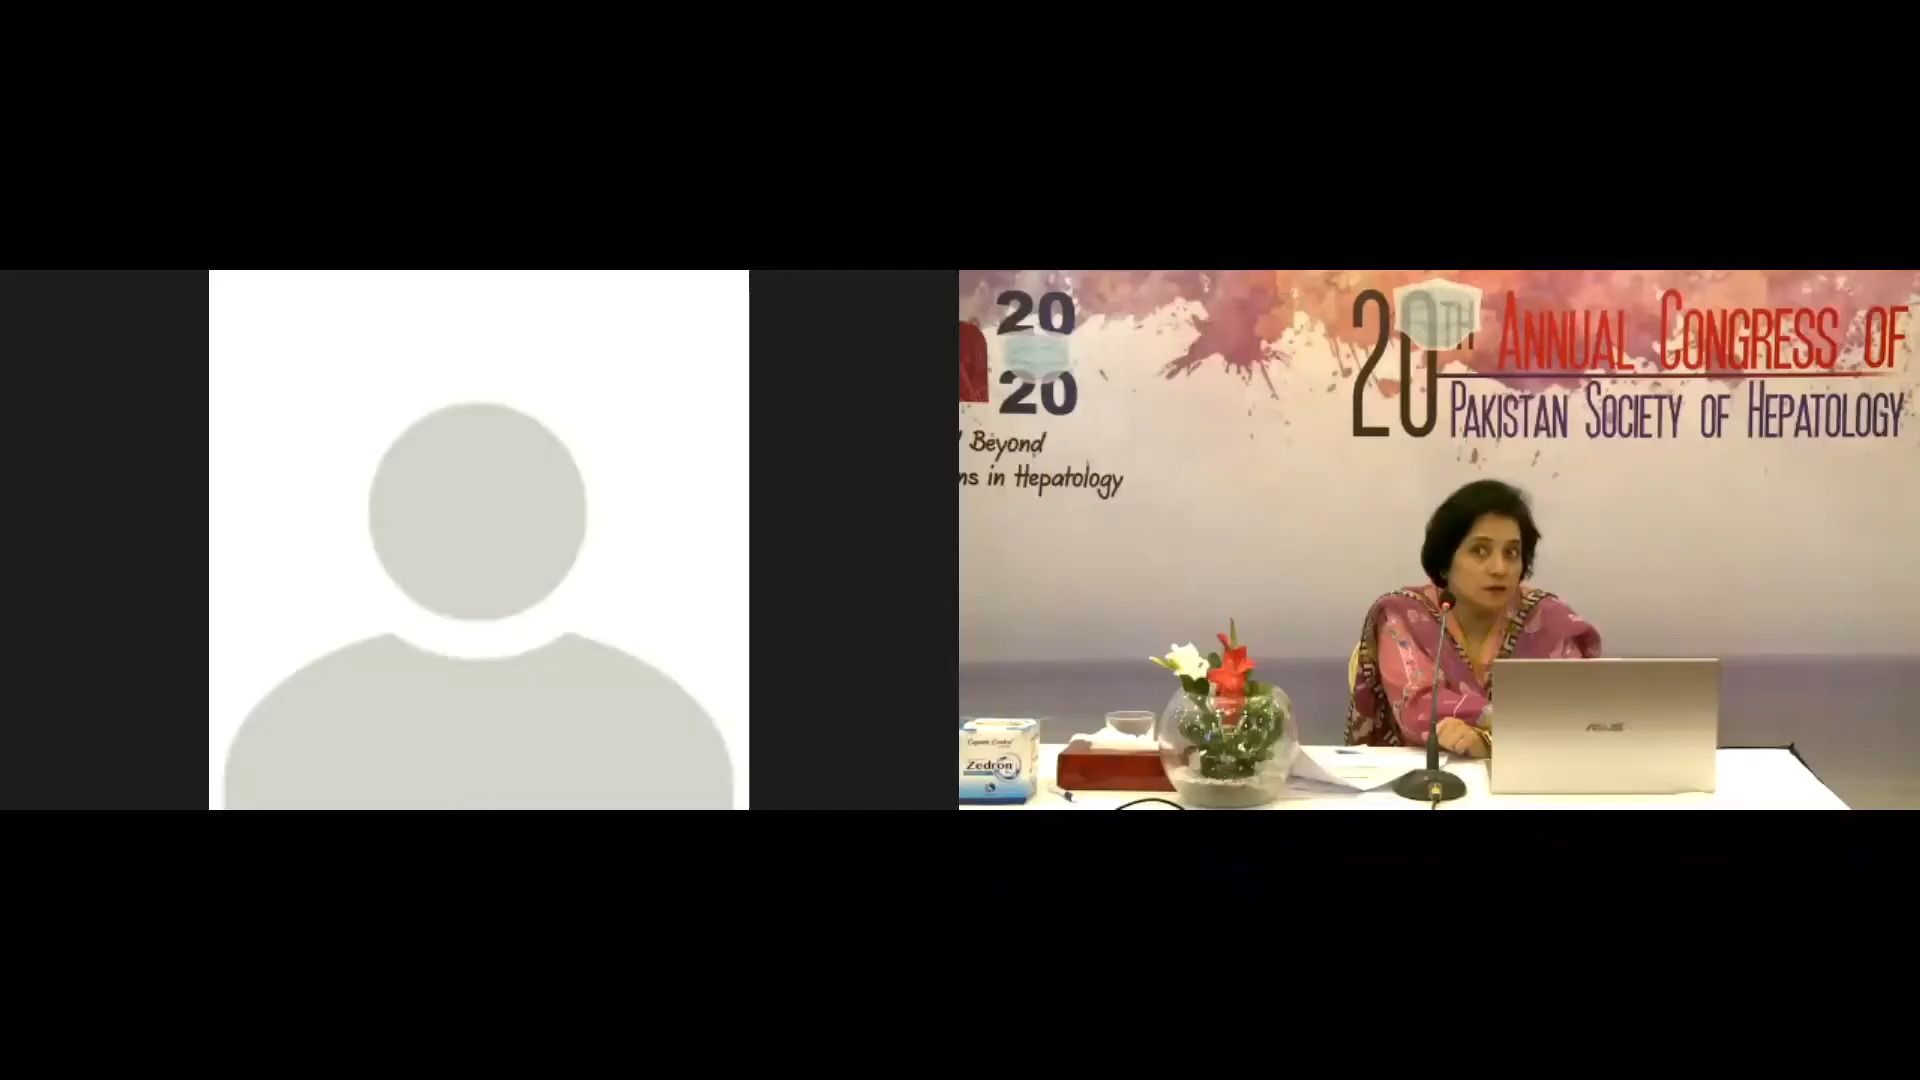 20
20
Beyond
ns in Hepatology
20TH ANNUAL CONGRESS OF
PAKISTAN SOCIETY OF HEPATOLOGY
Zedron
ASUS